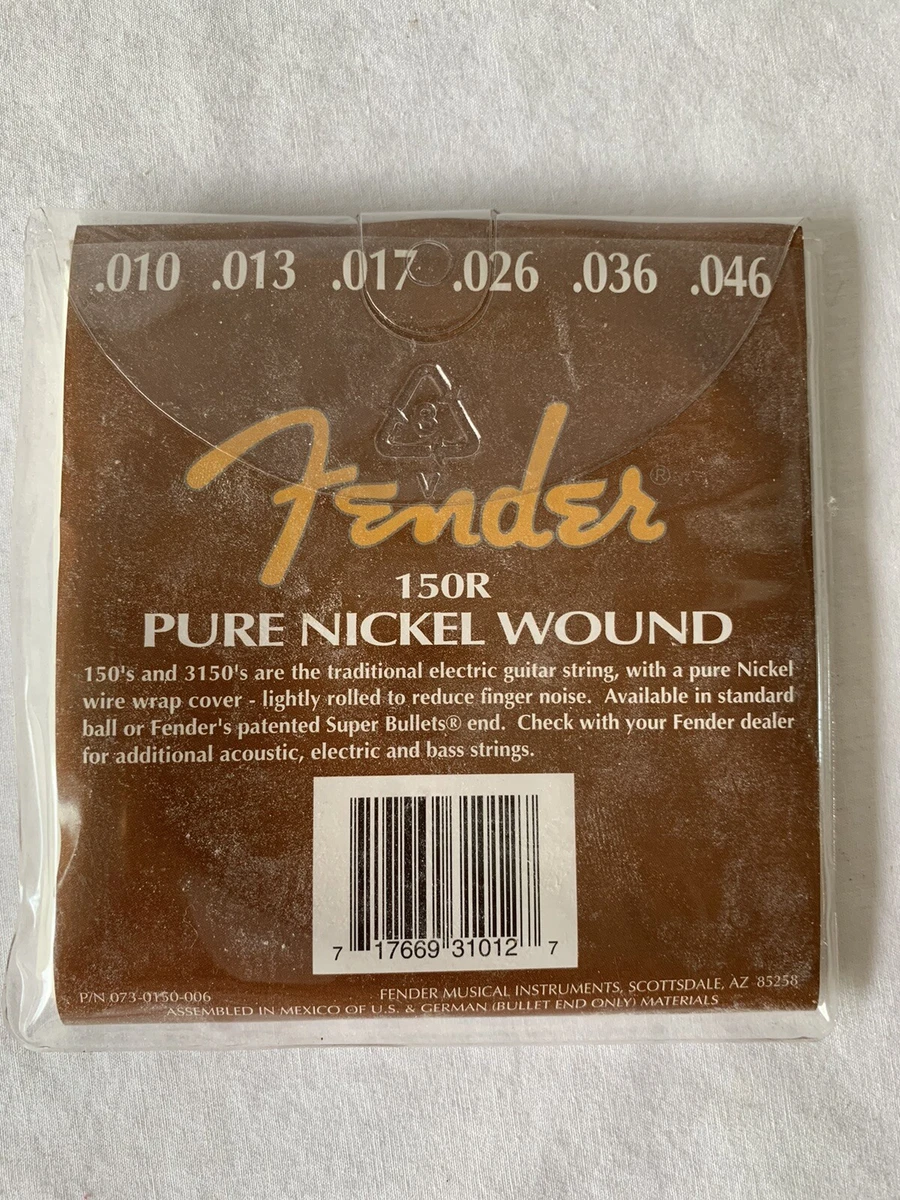 .010 .013 .017 .026 .036 .046
3
V
Fender®
150R
PURE NICKEL WOUND
150's and 3150's are the traditional electric guitar string, with a pure Nickel
wire wrap cover - lightly rolled to reduce finger noise. Available in standard
ball or Fender's patented Super Bullets® end. Check with your Fender dealer
for additional acoustic, electric and bass strings.
7 17669 31012 7
P/N 073-0150-006
FENDER MUSICAL INSTRUMENTS, SCOTTSDALE, AZ 85258
ASSEMBLED IN MEXICO OF U.S. & GERMAN (BULLET END ONLY) MATERIALS